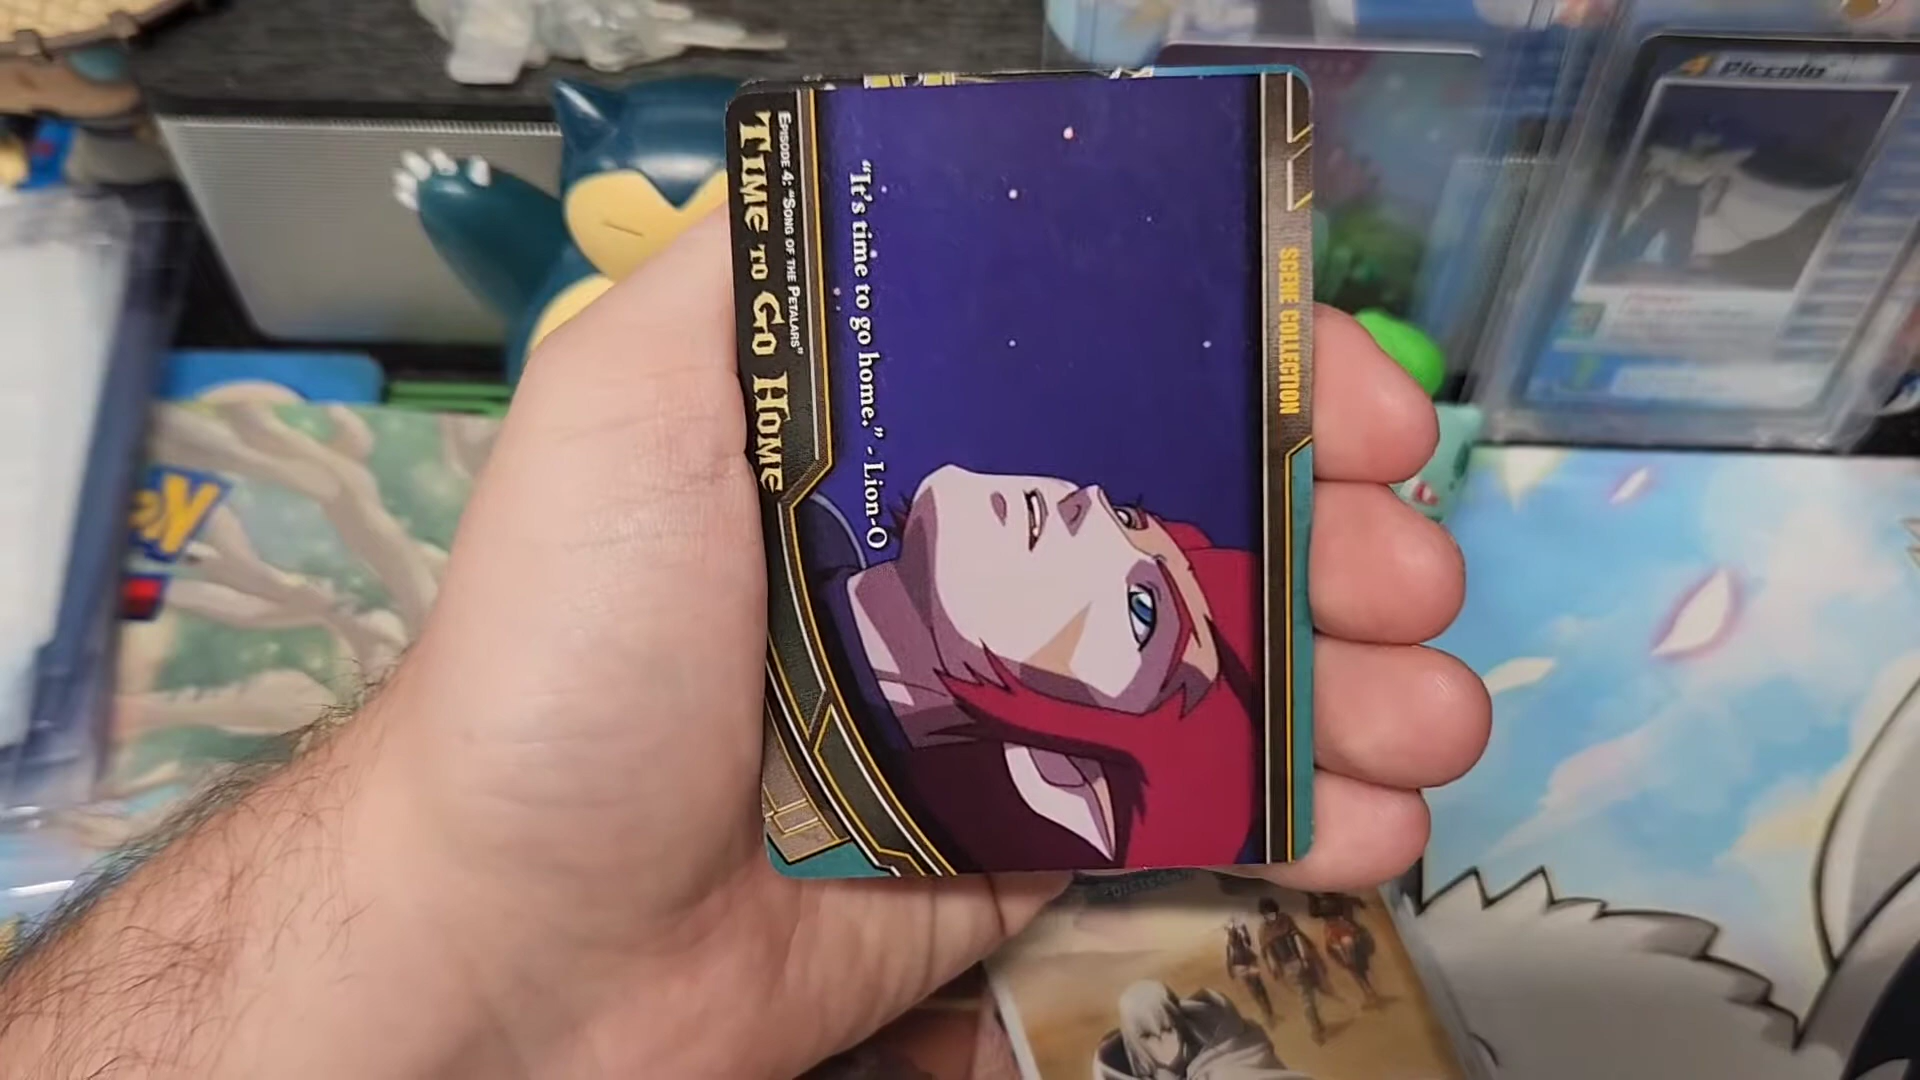 SCENE COLLECTION
"It's time to go home." - Lion-O
EPISODE 4: "SONG OF THE PETALARS"
TIME TO GO HOME
4 Piccolo